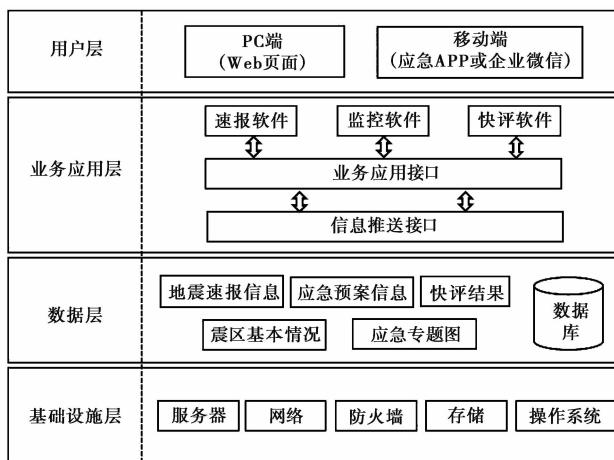 用户层
PC端
(Web页面)
移动端
(应急APP或企业微信)
业务应用层
速报软件
监控软件
快评软件
业务应用接口
信息推送接口
数据层
地震速报信息
应急预案信息
快评结果
震区基本情况
应急专题图
数据
库
基础设施层
服务器
网络
防火墙
存储
操作系统